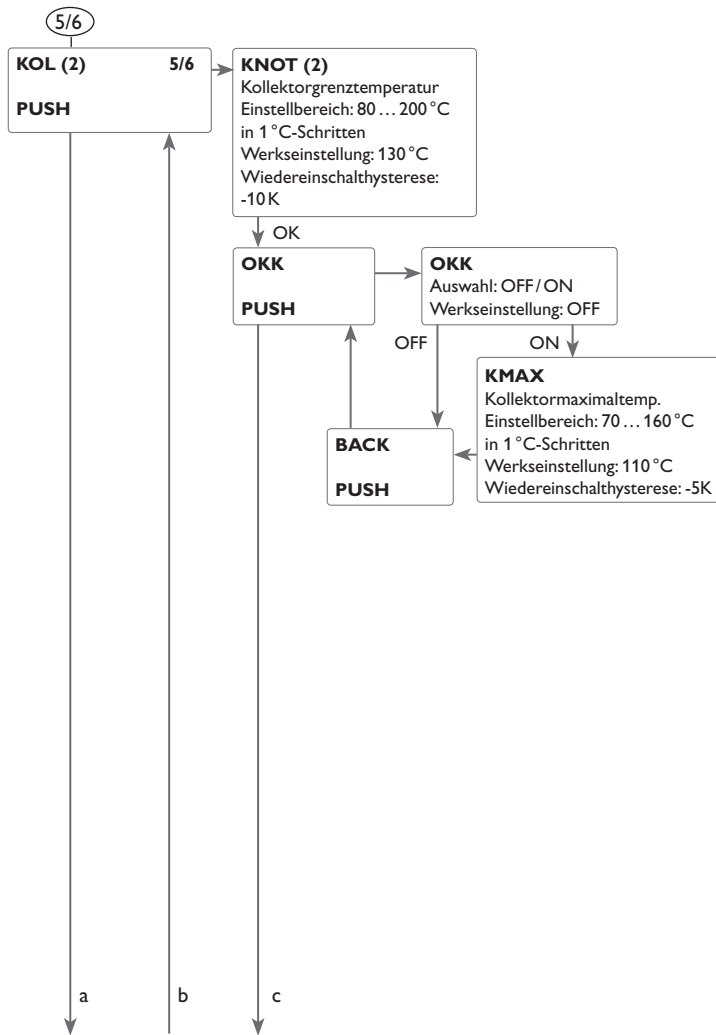 5/6
KOL (2) 5/6
PUSH
KNOT (2)
Kollektorgrenztemperatur
Einstellbereich: 80 … 200 °C
in 1 °C-Schritten
Werkseinstellung: 130 °C
Wiedereinschalthysterese:
-10 K
OK
OKK
PUSH
OKK
Auswahl: OFF / ON
Werkseinstellung: OFF
OFF
ON
KMAX
Kollektormaximaltemp.
Einstellbereich: 70 … 160 °C
in 1 °C-Schritten
Werkseinstellung: 110 °C
Wiedereinschalthysterese: -5K
BACK
PUSH
a
b
c